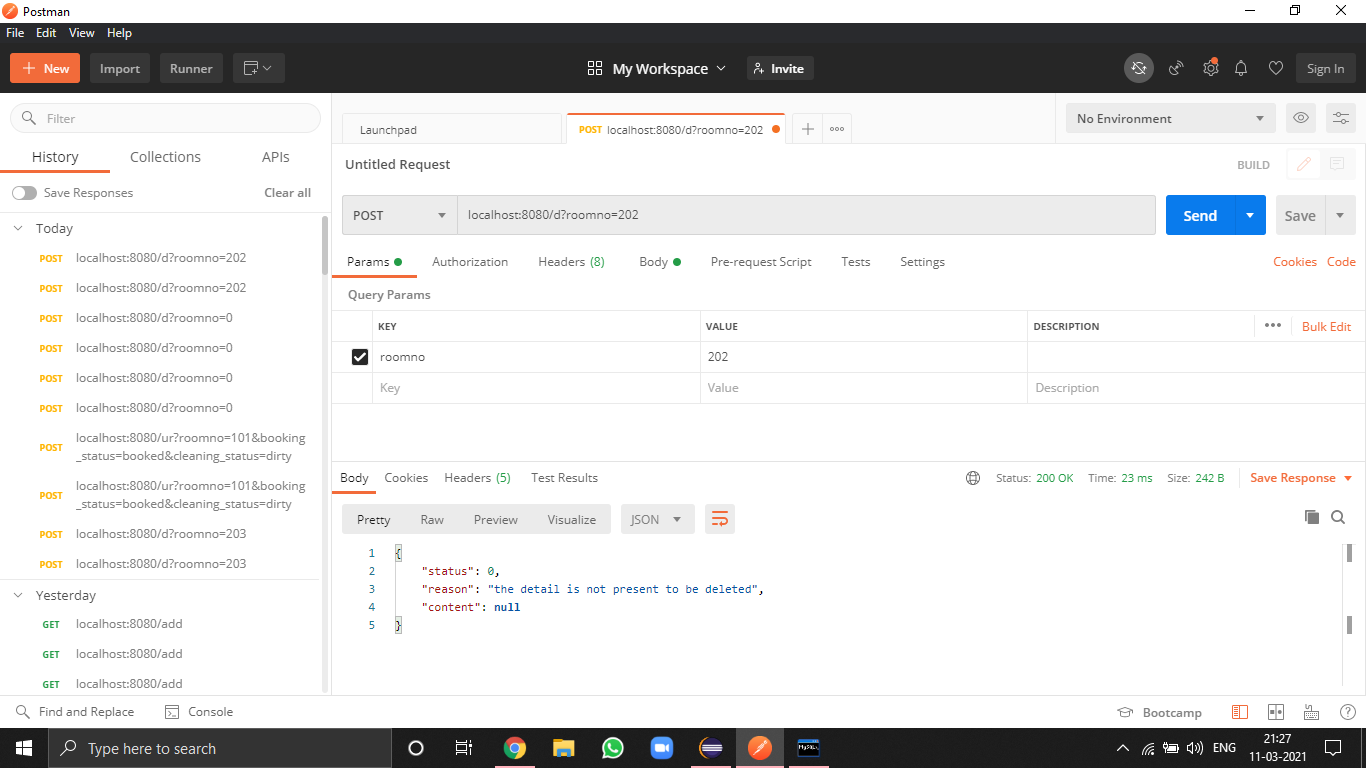 Postman
File Edit View Help
New Import Runner My Workspace Invite Sign In
Filter
History Collections APIs
Save Responses Clear all
Today
POST localhost:8080/d?roomno=202
POST localhost:8080/d?roomno=202
POST localhost:8080/d?roomno=0
POST localhost:8080/d?roomno=0
POST localhost:8080/d?roomno=0
POST localhost:8080/d?roomno=0
POST localhost:8080/ur?roomno=101&booking
_status=booked&cleaning_status=dirty
POST localhost:8080/ur?roomno=101&booking
_status=booked&cleaning_status=dirty
POST localhost:8080/d?roomno=203
POST localhost:8080/d?roomno=203
Yesterday
GET localhost:8080/add
GET localhost:8080/add
GET localhost:8080/add
Launchpad POST localhost:8080/d?roomno=202 No Environment
Untitled Request BUILD
POST localhost:8080/d?roomno=202 Send Save
Params Authorization Headers (8) Body Pre-request Script Tests Settings Cookies Code
Query Params
KEY VALUE DESCRIPTION Bulk Edit
roomno 202
Key Value Description
Body Cookies Headers (5) Test Results Status: 200 OK Time: 23 ms Size: 242 B Save Response
Pretty Raw Preview Visualize JSON
1 {
2 "status": 0,
3 "reason": "the detail is not present to be deleted",
4 "content": null
5 }
Find and Replace Console Bootcamp
Type here to search MySQL ENG 21:27
11-03-2021